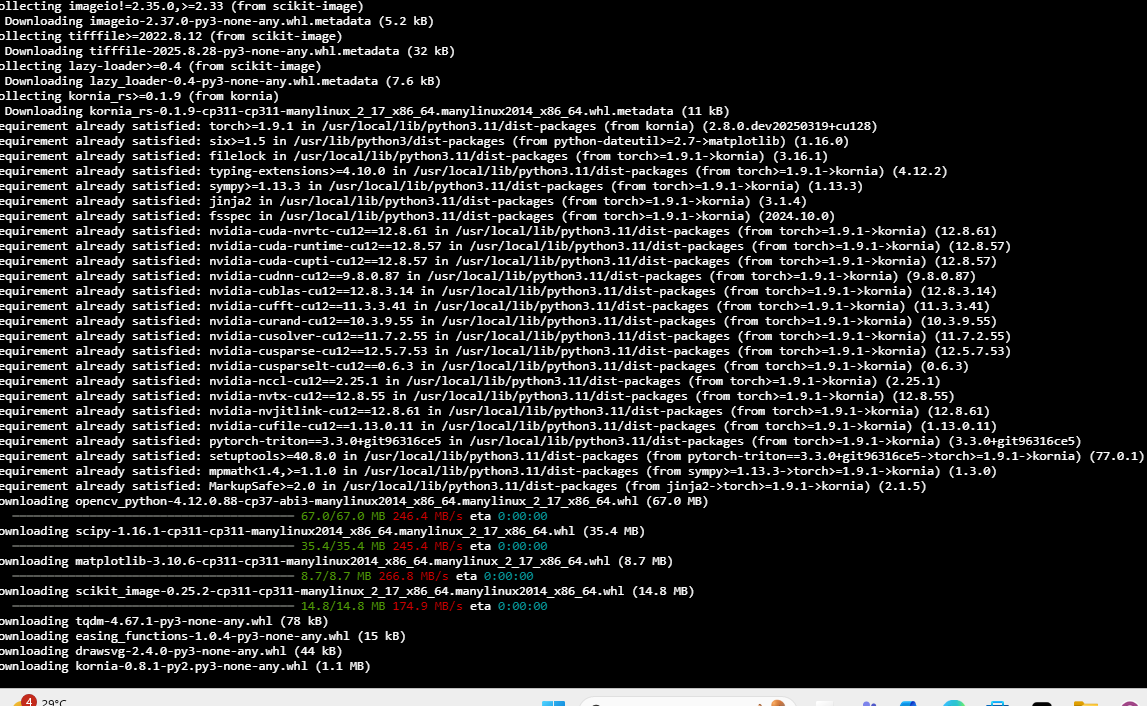 ollecting imageio!=2.35.0,>=2.33 (from scikit-image)
Downloading imageio-2.37.0-py3-none-any.whl.metadata (5.2 kB)
ollecting tifffile>=2022.8.12 (from scikit-image)
Downloading tifffile-2025.8.28-py3-none-any.whl.metadata (32 kB)
ollecting lazy-loader>=0.4 (from scikit-image)
Downloading lazy_loader-0.4-py3-none-any.whl.metadata (7.6 kB)
ollecting kornia_rs>=0.1.9 (from kornia)
Downloading kornia_rs-0.1.9-cp311-cp311-manylinux_2_17_x86_64.manylinux2014_x86_64.whl.metadata (11 kB)
equirement already satisfied: torch>=1.9.1 in /usr/local/lib/python3.11/dist-packages (from kornia) (2.8.0.dev20250319+cu128)
equirement already satisfied: six>=1.5 in /usr/lib/python3/dist-packages (from python-dateutil>=2.7->matplotlib) (1.16.0)
equirement already satisfied: filelock in /usr/local/lib/python3.11/dist-packages (from torch>=1.9.1->kornia) (3.16.1)
equirement already satisfied: typing-extensions>=4.10.0 in /usr/local/lib/python3.11/dist-packages (from torch>=1.9.1->kornia) (4.12.2)
equirement already satisfied: sympy>=1.13.3 in /usr/local/lib/python3.11/dist-packages (from torch>=1.9.1->kornia) (1.13.3)
equirement already satisfied: jinja2 in /usr/local/lib/python3.11/dist-packages (from torch>=1.9.1->kornia) (3.1.4)
equirement already satisfied: fsspec in /usr/local/lib/python3.11/dist-packages (from torch>=1.9.1->kornia) (2024.10.0)
equirement already satisfied: nvidia-cuda-nvrtc-cu12==12.8.61 in /usr/local/lib/python3.11/dist-packages (from torch>=1.9.1->kornia) (12.8.61)
equirement already satisfied: nvidia-cuda-runtime-cu12==12.8.57 in /usr/local/lib/python3.11/dist-packages (from torch>=1.9.1->kornia) (12.8.57)
equirement already satisfied: nvidia-cuda-cupti-cu12==12.8.57 in /usr/local/lib/python3.11/dist-packages (from torch>=1.9.1->kornia) (12.8.57)
equirement already satisfied: nvidia-cudnn-cu12==9.8.0.87 in /usr/local/lib/python3.11/dist-packages (from torch>=1.9.1->kornia) (9.8.0.87)
equirement already satisfied: nvidia-cublas-cu12==12.8.3.14 in /usr/local/lib/python3.11/dist-packages (from torch>=1.9.1->kornia) (12.8.3.14)
equirement already satisfied: nvidia-cufft-cu12==11.3.3.41 in /usr/local/lib/python3.11/dist-packages (from torch>=1.9.1->kornia) (11.3.3.41)
equirement already satisfied: nvidia-curand-cu12==10.3.9.55 in /usr/local/lib/python3.11/dist-packages (from torch>=1.9.1->kornia) (10.3.9.55)
equirement already satisfied: nvidia-cusolver-cu12==11.7.2.55 in /usr/local/lib/python3.11/dist-packages (from torch>=1.9.1->kornia) (11.7.2.55)
equirement already satisfied: nvidia-cusparse-cu12==12.5.7.53 in /usr/local/lib/python3.11/dist-packages (from torch>=1.9.1->kornia) (12.5.7.53)
equirement already satisfied: nvidia-cusparselt-cu12==0.6.3 in /usr/local/lib/python3.11/dist-packages (from torch>=1.9.1->kornia) (0.6.3)
equirement already satisfied: nvidia-nccl-cu12==2.25.1 in /usr/local/lib/python3.11/dist-packages (from torch>=1.9.1->kornia) (2.25.1)
equirement already satisfied: nvidia-nvtx-cu12==12.8.55 in /usr/local/lib/python3.11/dist-packages (from torch>=1.9.1->kornia) (12.8.55)
equirement already satisfied: nvidia-nvjitlink-cu12==12.8.61 in /usr/local/lib/python3.11/dist-packages (from torch>=1.9.1->kornia) (12.8.61)
equirement already satisfied: nvidia-cufile-cu12==1.13.0.11 in /usr/local/lib/python3.11/dist-packages (from torch>=1.9.1->kornia) (1.13.0.11)
equirement already satisfied: pytorch-triton==3.3.0+git96316ce5 in /usr/local/lib/python3.11/dist-packages (from torch>=1.9.1->kornia) (3.3.0+git96316ce5)
equirement already satisfied: setuptools>=40.8.0 in /usr/local/lib/python3.11/dist-packages (from pytorch-triton==3.3.0+git96316ce5->torch>=1.9.1->kornia) (77.0.1)
equirement already satisfied: mpmath<1.4,>=1.1.0 in /usr/local/lib/python3.11/dist-packages (from sympy>=1.13.3->torch>=1.9.1->kornia) (1.3.0)
equirement already satisfied: MarkupSafe>=2.0 in /usr/local/lib/python3.11/dist-packages (from jinja2->torch>=1.9.1->kornia) (2.1.5)
ownloading opencv_python-4.12.0.88-cp37-abi3-manylinux2014_x86_64.manylinux_2_17_x86_64.whl (67.0 MB)
67.0/67.0 MB 246.4 MB/s eta 0:00:00
ownloading scipy-1.16.1-cp311-cp311-manylinux2014_x86_64.manylinux_2_17_x86_64.whl (35.4 MB)
35.4/35.4 MB 245.4 MB/s eta 0:00:00
ownloading matplotlib-3.10.6-cp311-cp311-manylinux2014_x86_64.manylinux_2_17_x86_64.whl (8.7 MB)
8.7/8.7 MB 266.8 MB/s eta 0:00:00
ownloading scikit_image-0.25.2-cp311-cp311-manylinux_2_17_x86_64.manylinux2014_x86_64.whl (14.8 MB)
14.8/14.8 MB 174.9 MB/s eta 0:00:00
ownloading tqdm-4.67.1-py3-none-any.whl (78 kB)
ownloading easing_functions-1.0.4-py3-none-any.whl (15 kB)
ownloading drawsvg-2.4.0-py3-none-any.whl (44 kB)
ownloading kornia-0.8.1-py2.py3-none-any.whl (1.1 MB)
4 29°C